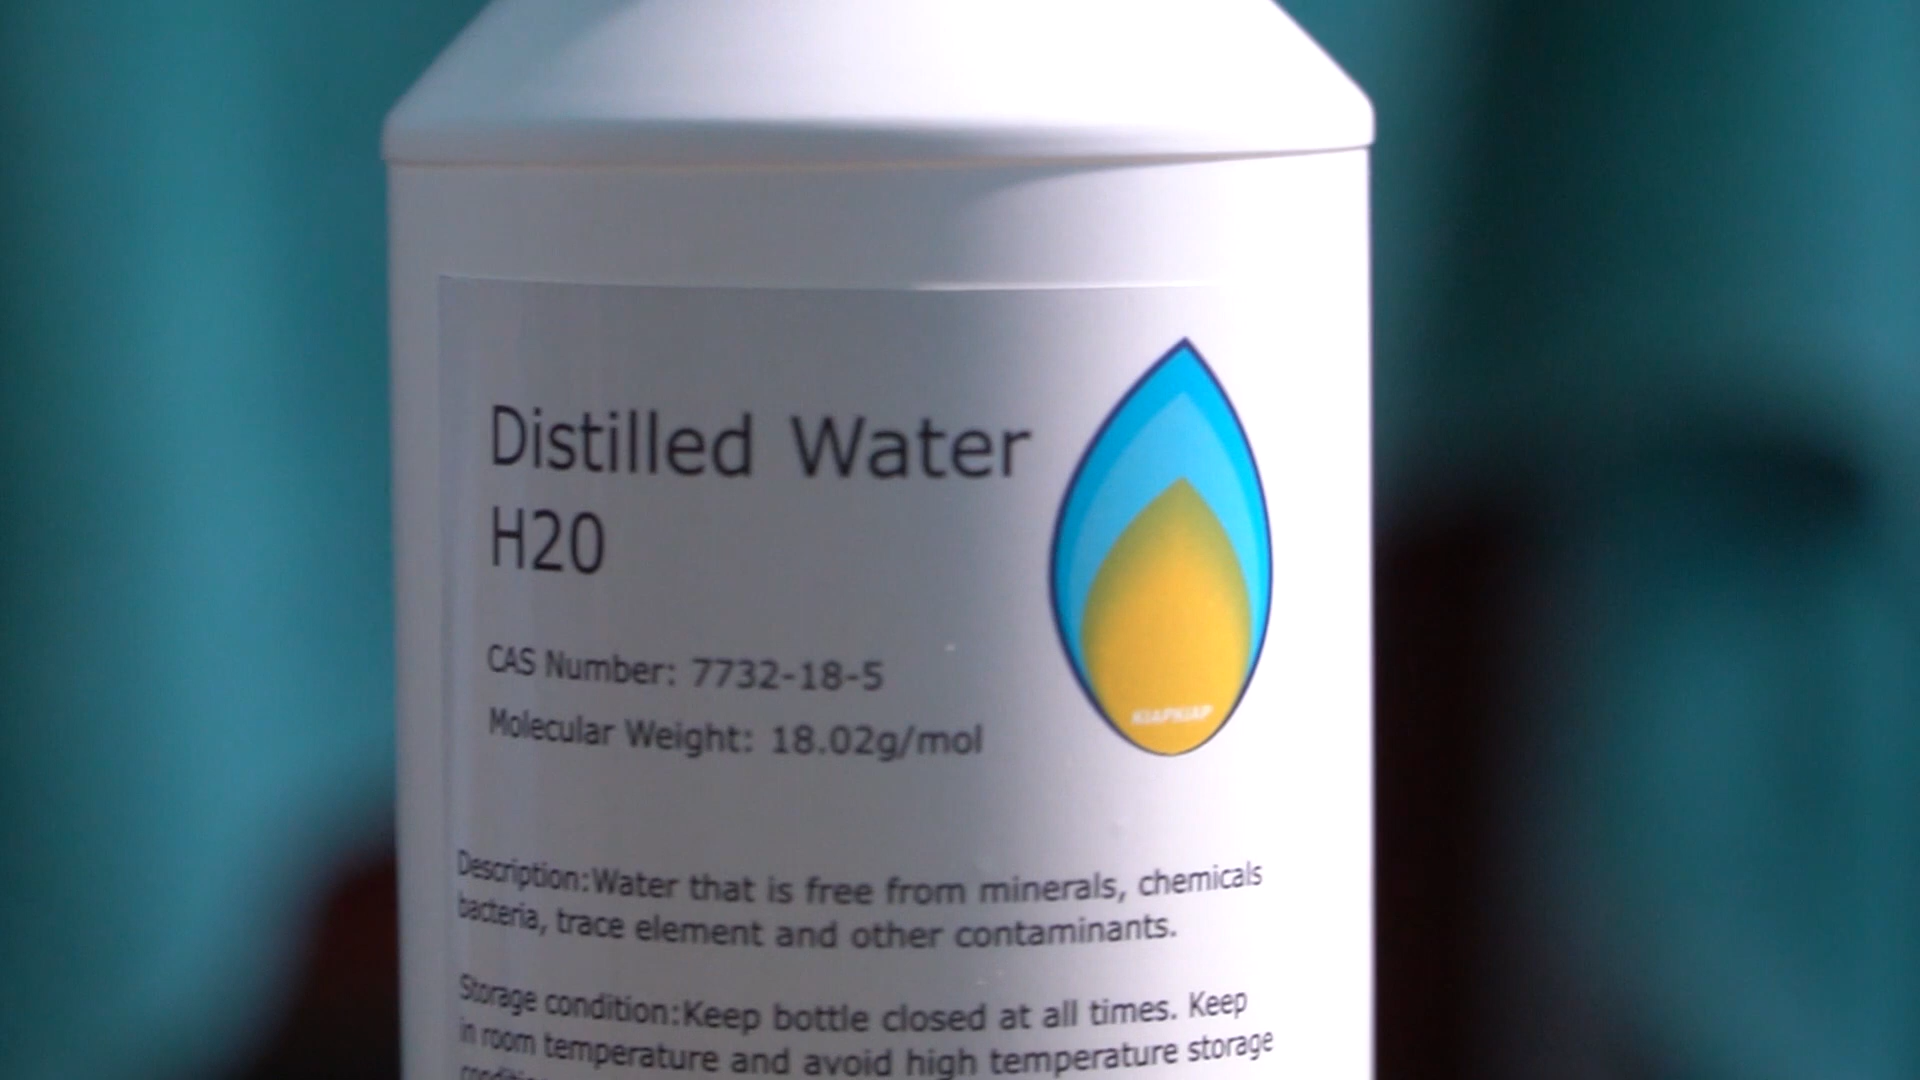 Distilled Water
H20
CAS Number: 7732-18-5
Molecular Weight: 18.02g/mol
KIAPKIAP
Description:Water that is free from minerals, chemicals
bacteria, trace element and other contaminants.
Storage condition:Keep bottle closed at all times. Keep
in room temperature and avoid high temperature storage